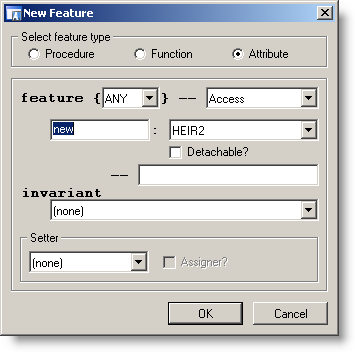 New Feature
Select feature type
Procedure Function Attribute
feature { ANY } -- Access
new : HEIR2
Detachable?
--
invariant
(none)
Setter
(none) Assigner?
OK Cancel